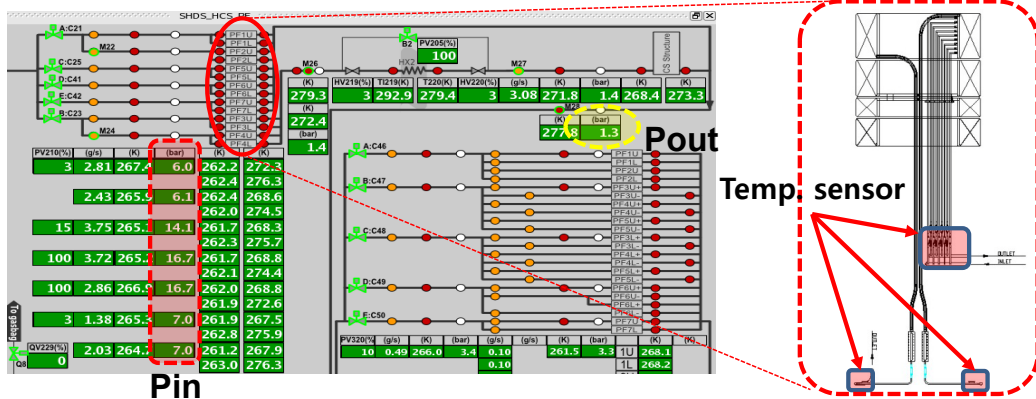 SHDS_HCS_PF
A:C21
M22
C:C25
D:C41
E:C42
B:C23
M24
PF1U
PF1L
PF2U
PF2L
PF5U
PF5L
PF6U
PF6L
PF7U
PF7L
PF3U
PF3L
PF4U
PF4L
M26
B2
PV205(%)
100
HX2
M27
CS Structure
(K) HV219(%) TI219(K) T220(K) HV220(%) (g/s) (K) (bar) (K) (K)
279.3 3 292.9 279.4 3 3.08 271.8 1.4 268.4 273.3
(K)
272.4
(bar)
1.4
M28
(K) (bar)
277.8 1.3
Pout
PV210(%) (g/s) (K) (bar) (K) (K)
3 2.81 267. 6.0 262.2 272.3
262.4 276.3
2.43 265. 6.1 262.4 268.6
262.0 274.5
15 3.75 265. 14.1 261.7 268.3
262.3 275.7
100 3.72 265. 16.7 261.7 268.8
262.1 274.4
100 2.86 266. 16.7 262.0 268.8
261.9 272.6
3 1.38 265. 7.0 261.9 267.5
262.8 275.9
2.03 264. 7.0 261.2 267.9
263.0 276.3
To gasbag
QV229(%)
Q8 0
Pin
A:C46
B:C47
C:C48
D:C49
E:C50
PF1U
PF1L
PF2U
PF2L
PF3U+
PF3U-
PF4U+
PF4U-
PF5U+
PF5U-
PF3L+
PF3L-
PF4L+
PF4L-
PF5L+
PF5L-
PF6U+
PF6U-
PF6L+
PF6L-
PF7U
PF7L
PV320(%) (g/s) (K) (bar) (g/s) (g/s) (K) (bar) (K)
10 0.49 266.0 3.4 0.10 261.5 3.3 1U 268.1
0.10 1L 268.2
Temp. sensor
OUTLET
INLET